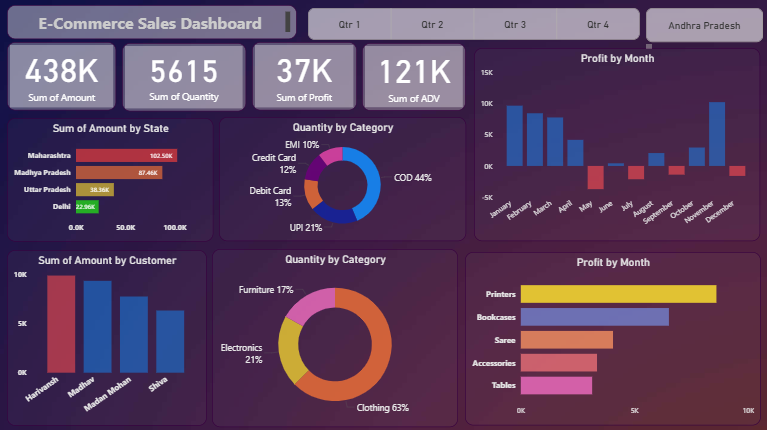 E-Commerce Sales Dashboard
Qtr 1
Qtr 2
Qtr 3
Qtr 4
Andhra Pradesh
438K
Sum of Amount
5615
Sum of Quantity
37K
Sum of Profit
121K
Sum of ADV
Profit by Month
15K
10K
5K
0K
-5K
January
February
March
April
May
June
July
August
September
October
November
December
Sum of Amount by State
Maharashtra
102.50K
Madhya Pradesh
87.46K
Uttar Pradesh
38.36K
Delhi
22.96K
0.0K
50.0K
100.0K
Quantity by Category
EMI 10%
Credit Card
12%
Debit Card
13%
UPI 21%
COD 44%
Sum of Amount by Customer
10K
5K
0K
Harivansh
Madhav
Madan Mohan
Shiva
Quantity by Category
Furniture 17%
Electronics
21%
Clothing 63%
Profit by Month
Printers
Bookcases
Saree
Accessories
Tables
0K
5K
10K